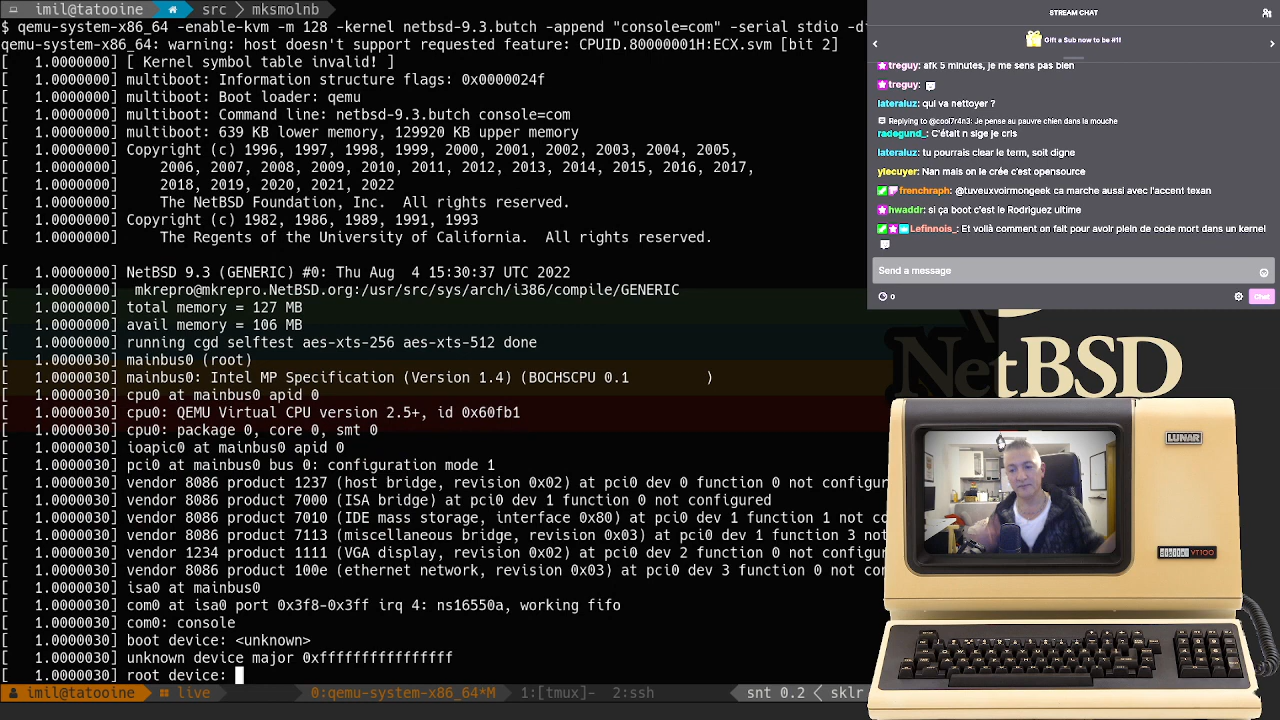 imil@tatooine src mksmolnb
$ qemu-system-x86_64 -enable-kvm -m 128 -kernel netbsd-9.3.butch -append "console=com" -serial stdio -d
qemu-system-x86_64: warning: host doesn't support requested feature: CPUID.80000001H:ECX.svm [bit 2]
[ 1.0000000] [ Kernel symbol table invalid! ]
[ 1.0000000] multiboot: Information structure flags: 0x0000024f
[ 1.0000000] multiboot: Boot loader: qemu
[ 1.0000000] multiboot: Command line: netbsd-9.3.butch console=com
[ 1.0000000] multiboot: 639 KB lower memory, 129920 KB upper memory
[ 1.0000000] Copyright (c) 1996, 1997, 1998, 1999, 2000, 2001, 2002, 2003, 2004, 2005,
[ 1.0000000] 2006, 2007, 2008, 2009, 2010, 2011, 2012, 2013, 2014, 2015, 2016, 2017,
[ 1.0000000] 2018, 2019, 2020, 2021, 2022
[ 1.0000000] The NetBSD Foundation, Inc. All rights reserved.
[ 1.0000000] Copyright (c) 1982, 1986, 1989, 1991, 1993
[ 1.0000000] The Regents of the University of California. All rights reserved.
[ 1.0000000] NetBSD 9.3 (GENERIC) #0: Thu Aug 4 15:30:37 UTC 2022
[ 1.0000000] mkrepro@mkrepro.NetBSD.org:/usr/src/sys/arch/i386/compile/GENERIC
[ 1.0000000] total memory = 127 MB
[ 1.0000000] avail memory = 106 MB
[ 1.0000000] running cgd selftest aes-xts-256 aes-xts-512 done
[ 1.0000030] mainbus0 (root)
[ 1.0000030] mainbus0: Intel MP Specification (Version 1.4) (BOCHSCPU 0.1 )
[ 1.0000030] cpu0 at mainbus0 apid 0
[ 1.0000030] cpu0: QEMU Virtual CPU version 2.5+, id 0x60fb1
[ 1.0000030] cpu0: package 0, core 0, smt 0
[ 1.0000030] ioapic0 at mainbus0 apid 0
[ 1.0000030] pci0 at mainbus0 bus 0: configuration mode 1
[ 1.0000030] vendor 8086 product 1237 (host bridge, revision 0x02) at pci0 dev 0 function 0 not configu
[ 1.0000030] vendor 8086 product 7000 (ISA bridge) at pci0 dev 1 function 0 not configured
[ 1.0000030] vendor 8086 product 7010 (IDE mass storage, interface 0x80) at pci0 dev 1 function 1 not co
[ 1.0000030] vendor 8086 product 7113 (miscellaneous bridge, revision 0x03) at pci0 dev 1 function 3 not
[ 1.0000030] vendor 1234 product 1111 (VGA display, revision 0x02) at pci0 dev 2 function 0 not configur
[ 1.0000030] vendor 8086 product 100e (ethernet network, revision 0x03) at pci0 dev 3 function 0 not con
[ 1.0000030] isa0 at mainbus0
[ 1.0000030] com0 at isa0 port 0x3f8-0x3ff irq 4: ns16550a, working fifo
[ 1.0000030] com0: console
[ 1.0000030] boot device: <unknown>
[ 1.0000030] unknown device major 0xffffffffffffffff
[ 1.0000030] root device:
imil@tatooine live 0:qemu-system-x86_64*M 1:[tmux]- 2:ssh snt 0.2 sklr
STREAM CHAT
Gift a Sub now to be #1!
treguy: afk 5 minutes, je me sens pas bien
treguy:
lateraluz: qui va nettoyer ?
Replying to @cool7r4n3: Je pense au pauvre chien dans la mouche
radegund_: C'était n sige je cris
lateraluz: tu pourrais clear le term, soit digne
ylecuyer: Nan mais on le crée c'est opensource
frenchraph: @tuveuxvoirmongeek ca marche aussi avec l'accent texan
hwaddr: si ça boot c'est le Rodriguez ultime
Lefinnois_: Et voilà comment on fait pour avoir plein de code mort dans un kernel
Send a message
0
Chat
NetBSD
LUNAR
digital VT100